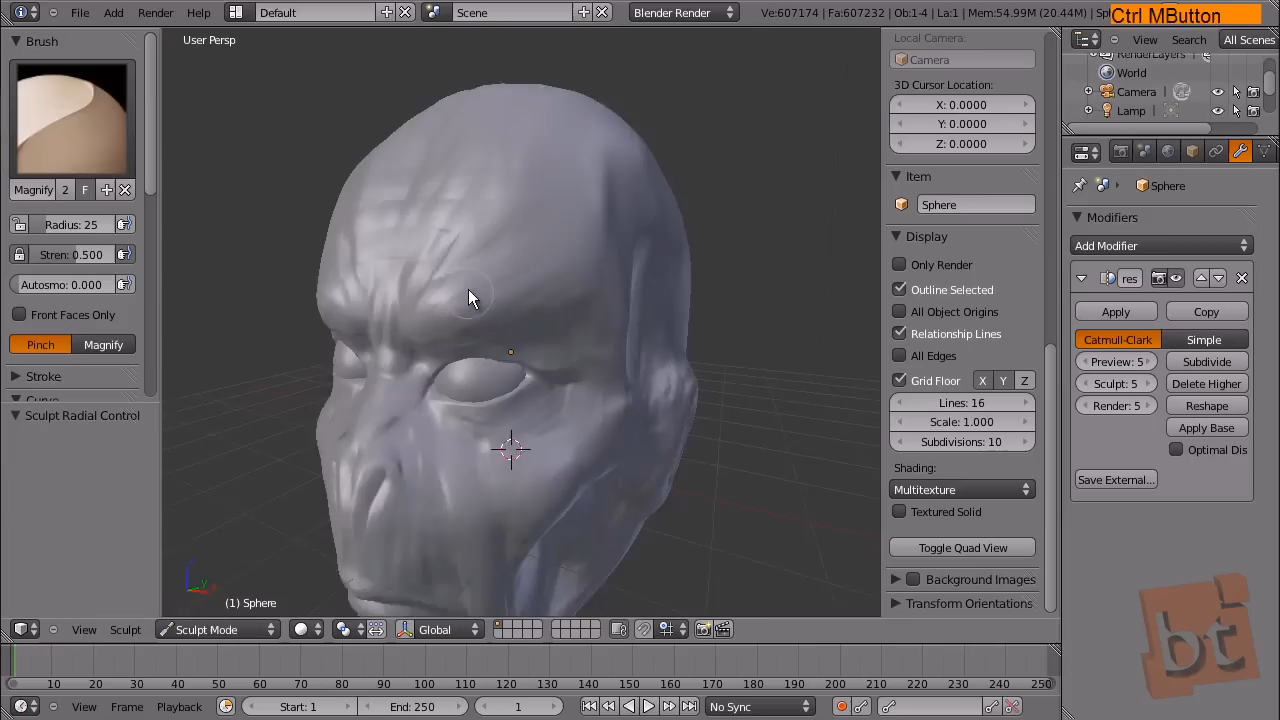 File Add Render Help Default Scene Blender Render Ve:607174 | Fa:607232 | Ob:1-4 | La:1 | Mem:54.99M (20.44M) | Sp
Ctrl MButton
Brush
User Persp
Local Camera:
Camera
3D Cursor Location:
X: 0.0000
Y: 0.0000
Z: 0.0000
View Search All Scenes
RenderLayers
World
Camera
Lamp
Sphere
Magnify 2 F
Radius: 25
Stren: 0.500
Autosmo: 0.000
Front Faces Only
Pinch Magnify
Stroke
Curve
Sculpt Radial Control
Item
Sphere
Display
Only Render
Outline Selected
All Object Origins
Relationship Lines
All Edges
Grid Floor X Y Z
Lines: 16
Scale: 1.000
Subdivisions: 10
Shading:
Multitexture
Textured Solid
Toggle Quad View
Background Images
Transform Orientations
Modifiers
Add Modifier
res
Apply Copy
Catmull-Clark Simple
Preview: 5 Subdivide
Sculpt: 5 Delete Higher
Render: 5 Reshape
Apply Base
Optimal Dis
Save External...
(1) Sphere
View Sculpt Sculpt Mode Global
10 20 30 40 50 60 70 80 90 100 110 120 130 140 150 160 170 180 190 200 210 220 230 240 250
View Frame Playback Start: 1 End: 250 1 No Sync
bt